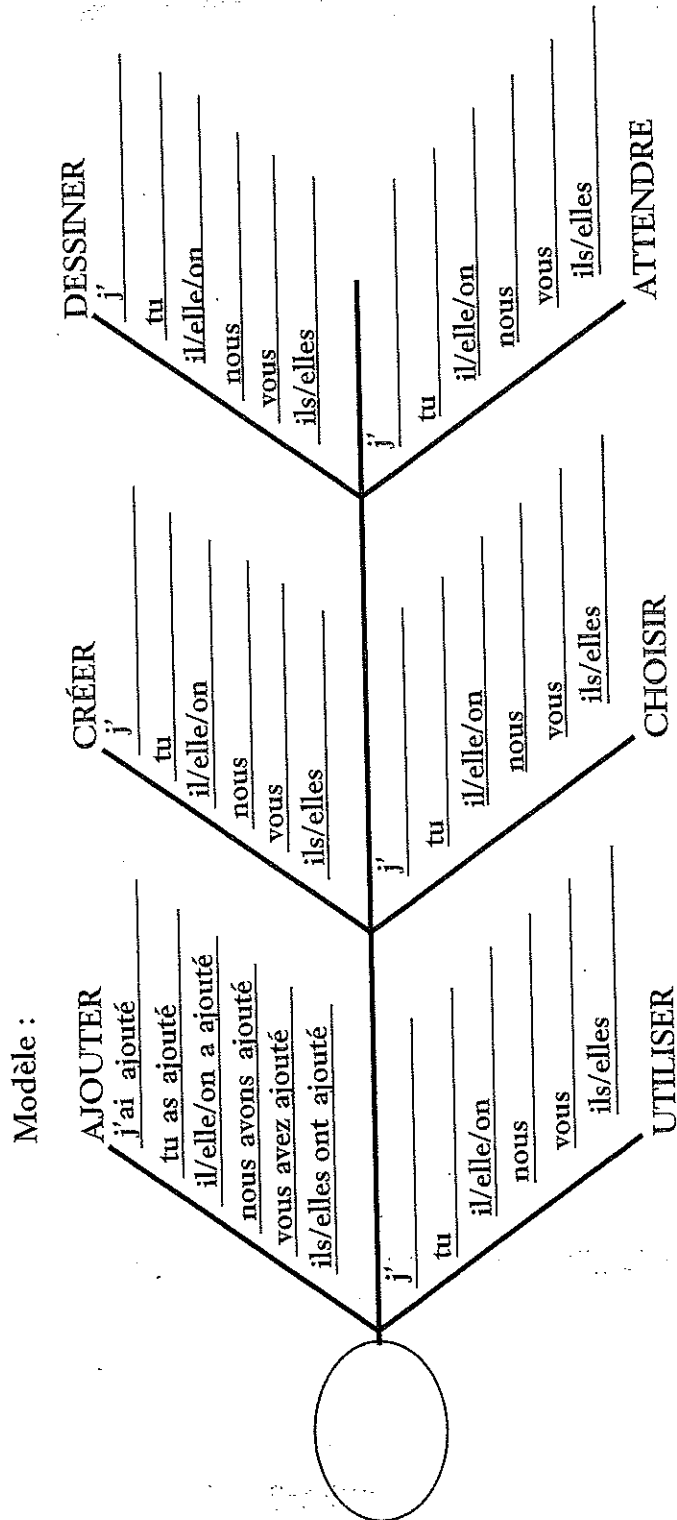 Modèle :
AJOUTER
j'ai ajouté
tu as ajouté
il/elle/on a ajouté
nous avons ajouté
vous avez ajouté
ils/elles ont ajouté
CRÉER
j'
tu
il/elle/on
nous
vous
ils/elles
DESSINER
j'
tu
il/elle/on
nous
vous
ils/elles
j'
tu
il/elle/on
nous
vous
ils/elles
UTILISER
j'
tu
il/elle/on
nous
vous
ils/elles
CHOISIR
j'
tu
il/elle/on
nous
vous
ils/elles
ATTENDRE